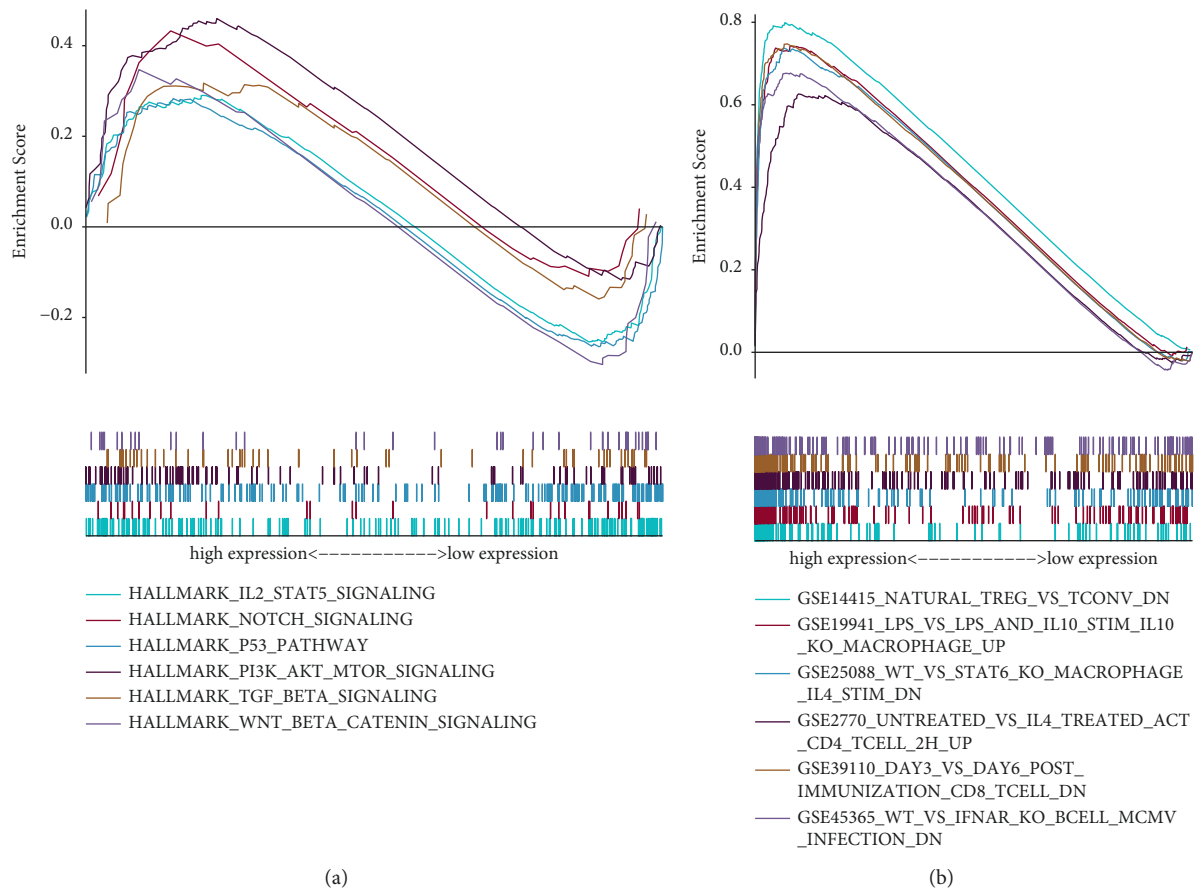 0.4
0.2
0.0
−0.2
Enrichment Score
high expression<−−−−−−−−−−−>low expression
HALLMARK_IL2_STAT5_SIGNALING
HALLMARK_NOTCH_SIGNALING
HALLMARK_P53_PATHWAY
HALLMARK_PI3K_AKT_MTOR_SIGNALING
HALLMARK_TGF_BETA_SIGNALING
HALLMARK_WNT_BETA_CATENIN_SIGNALING
(a)
0.8
0.6
0.4
0.2
0.0
Enrichment Score
high expression<−−−−−−−−−−−>low expression
GSE14415_NATURAL_TREG_VS_TCONV_DN
GSE19941_LPS_VS_LPS_AND_IL10_STIM_IL10
_KO_MACROPHAGE_UP
GSE25088_WT_VS_STAT6_KO_MACROPHAGE
_IL4_STIM_DN
GSE2770_UNTREATED_VS_IL4_TREATED_ACT
_CD4_TCELL_2H_UP
GSE39110_DAY3_VS_DAY6_POST_
IMMUNIZATION_CD8_TCELL_DN
GSE45365_WT_VS_IFNAR_KO_BCELL_MCMV
_INFECTION_DN
(b)